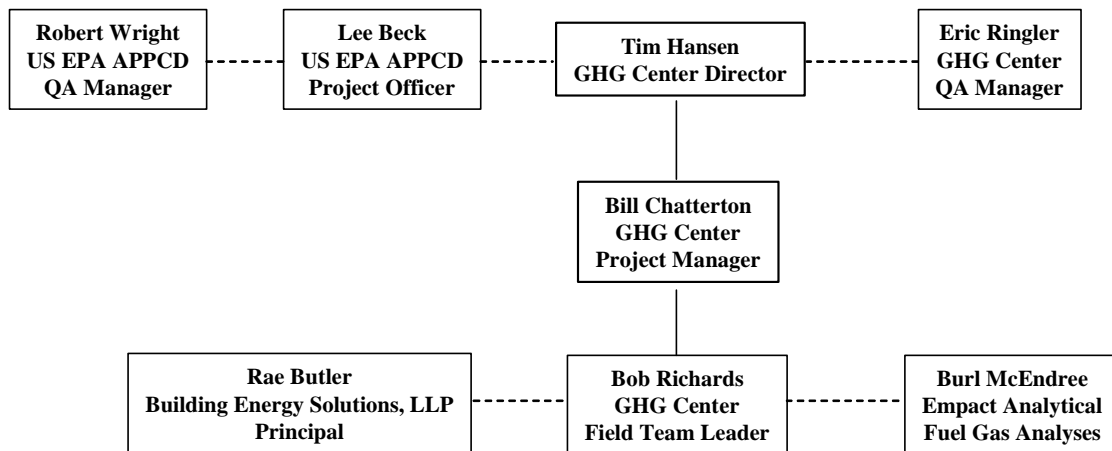 Robert Wright
US EPA APPCD
QA Manager
Lee Beck
US EPA APPCD
Project Officer
Tim Hansen
GHG Center Director
Eric Ringler
GHG Center
QA Manager
Bill Chatterton
GHG Center
Project Manager
Rae Butler
Building Energy Solutions, LLP
Principal
Bob Richards
GHG Center
Field Team Leader
Burl McEndree
Empact Analytical
Fuel Gas Analyses